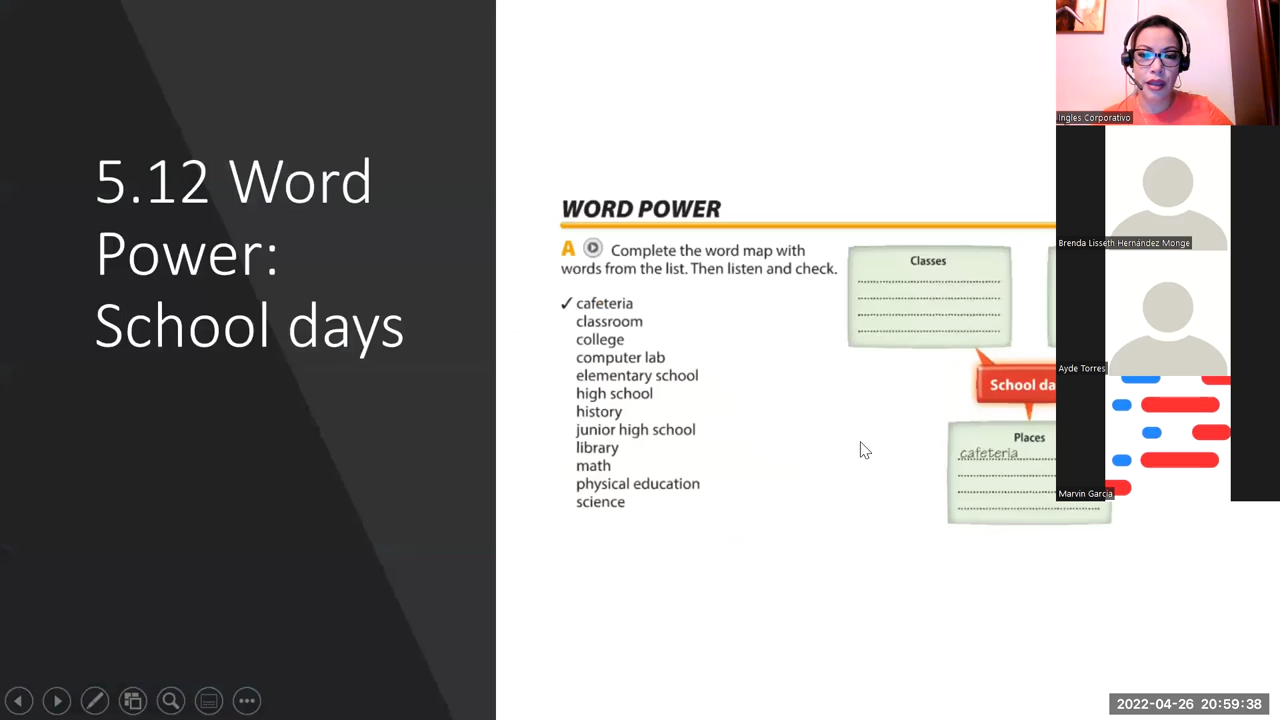 5.12 Word
Power:
School days
WORD POWER
A Complete the word map with
words from the list. Then listen and check.
✓ cafeteria
classroom
college
computer lab
elementary school
high school
history
junior high school
library
math
physical education
science
Classes
School da
Places
cafeteria
Ingles Corporativo
Brenda Lisseth Hernández Monge
Ayde Torres
Marvin Garcia
2022-04-26 20:59:38